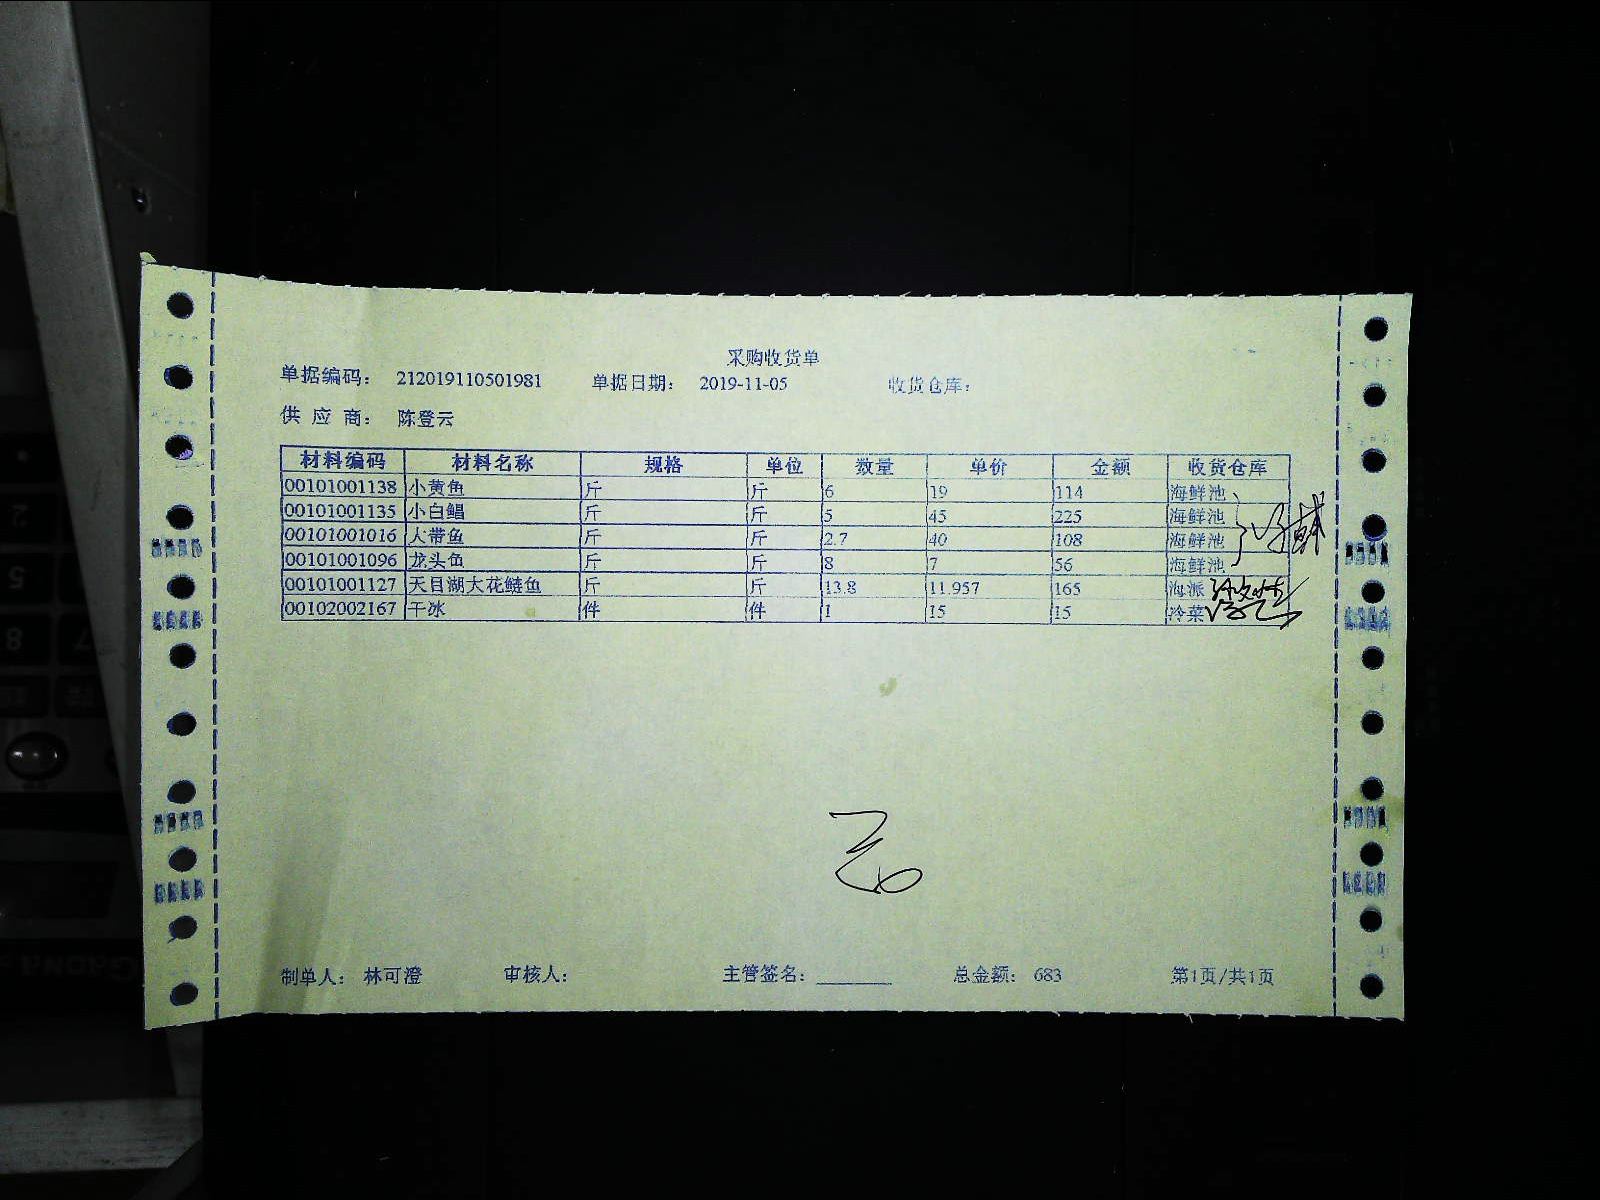 采购收货单
单据编码： 212019110501981 单据日期： 2019-11-05 收货仓库：
供 应 商： 陈登云
材料编码 材料名称 规格 单位 数量 单价 金额 收货仓库
00101001138 小黄鱼 斤 斤 6 19 114 海鲜池
00101001135 小白鲳 斤 斤 5 45 225 海鲜池
00101001016 大带鱼 斤 斤 2.7 40 108 海鲜池
00101001096 龙头鱼 斤 斤 8 7 56 海鲜池
00101001127 天目湖大花鲢鱼 斤 斤 13.8 11.957 165 海派
00102002167 干冰 件 件 1 15 15 冷菜
制单人： 林可澄 审核人： 主管签名： 总金额： 683 第1页/共1页